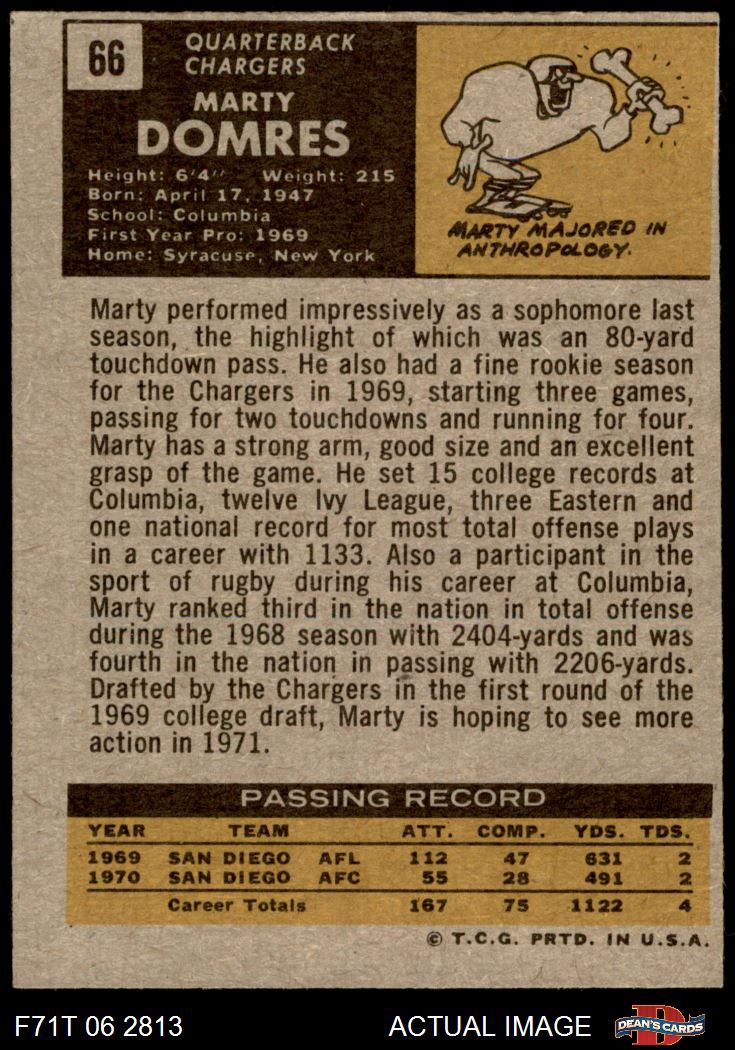 66
QUARTERBACK
CHARGERS
MARTY
DOMRES
Height: 6'4" Weight: 215
Born: April 17, 1947
School: Columbia
First Year Pro: 1969
Home: Syracuse, New York
MARTY MAJORED IN
ANTHROPOLOGY.
Marty performed impressively as a sophomore last
season, the highlight of which was an 80-yard
touchdown pass. He also had a fine rookie season
for the Chargers in 1969, starting three games,
passing for two touchdowns and running for four.
Marty has a strong arm, good size and an excellent
grasp of the game. He set 15 college records at
Columbia, twelve Ivy League, three Eastern and
one national record for most total offense plays
in a career with 1133. Also a participant in the
sport of rugby during his career at Columbia,
Marty ranked third in the nation in total offense
during the 1968 season with 2404-yards and was
fourth in the nation in passing with 2206-yards.
Drafted by the Chargers in the first round of the
1969 college draft, Marty is hoping to see more
action in 1971.
PASSING RECORD
YEAR TEAM ATT. COMP. YDS. TDS.
1969 SAN DIEGO AFL 112 47 631 2
1970 SAN DIEGO AFC 55 28 491 2
Career Totals 167 75 1122 4
© T.C.G. PRTD. IN U.S.A.
F71T 06 2813 ACTUAL IMAGE D DEAN'S CARDS